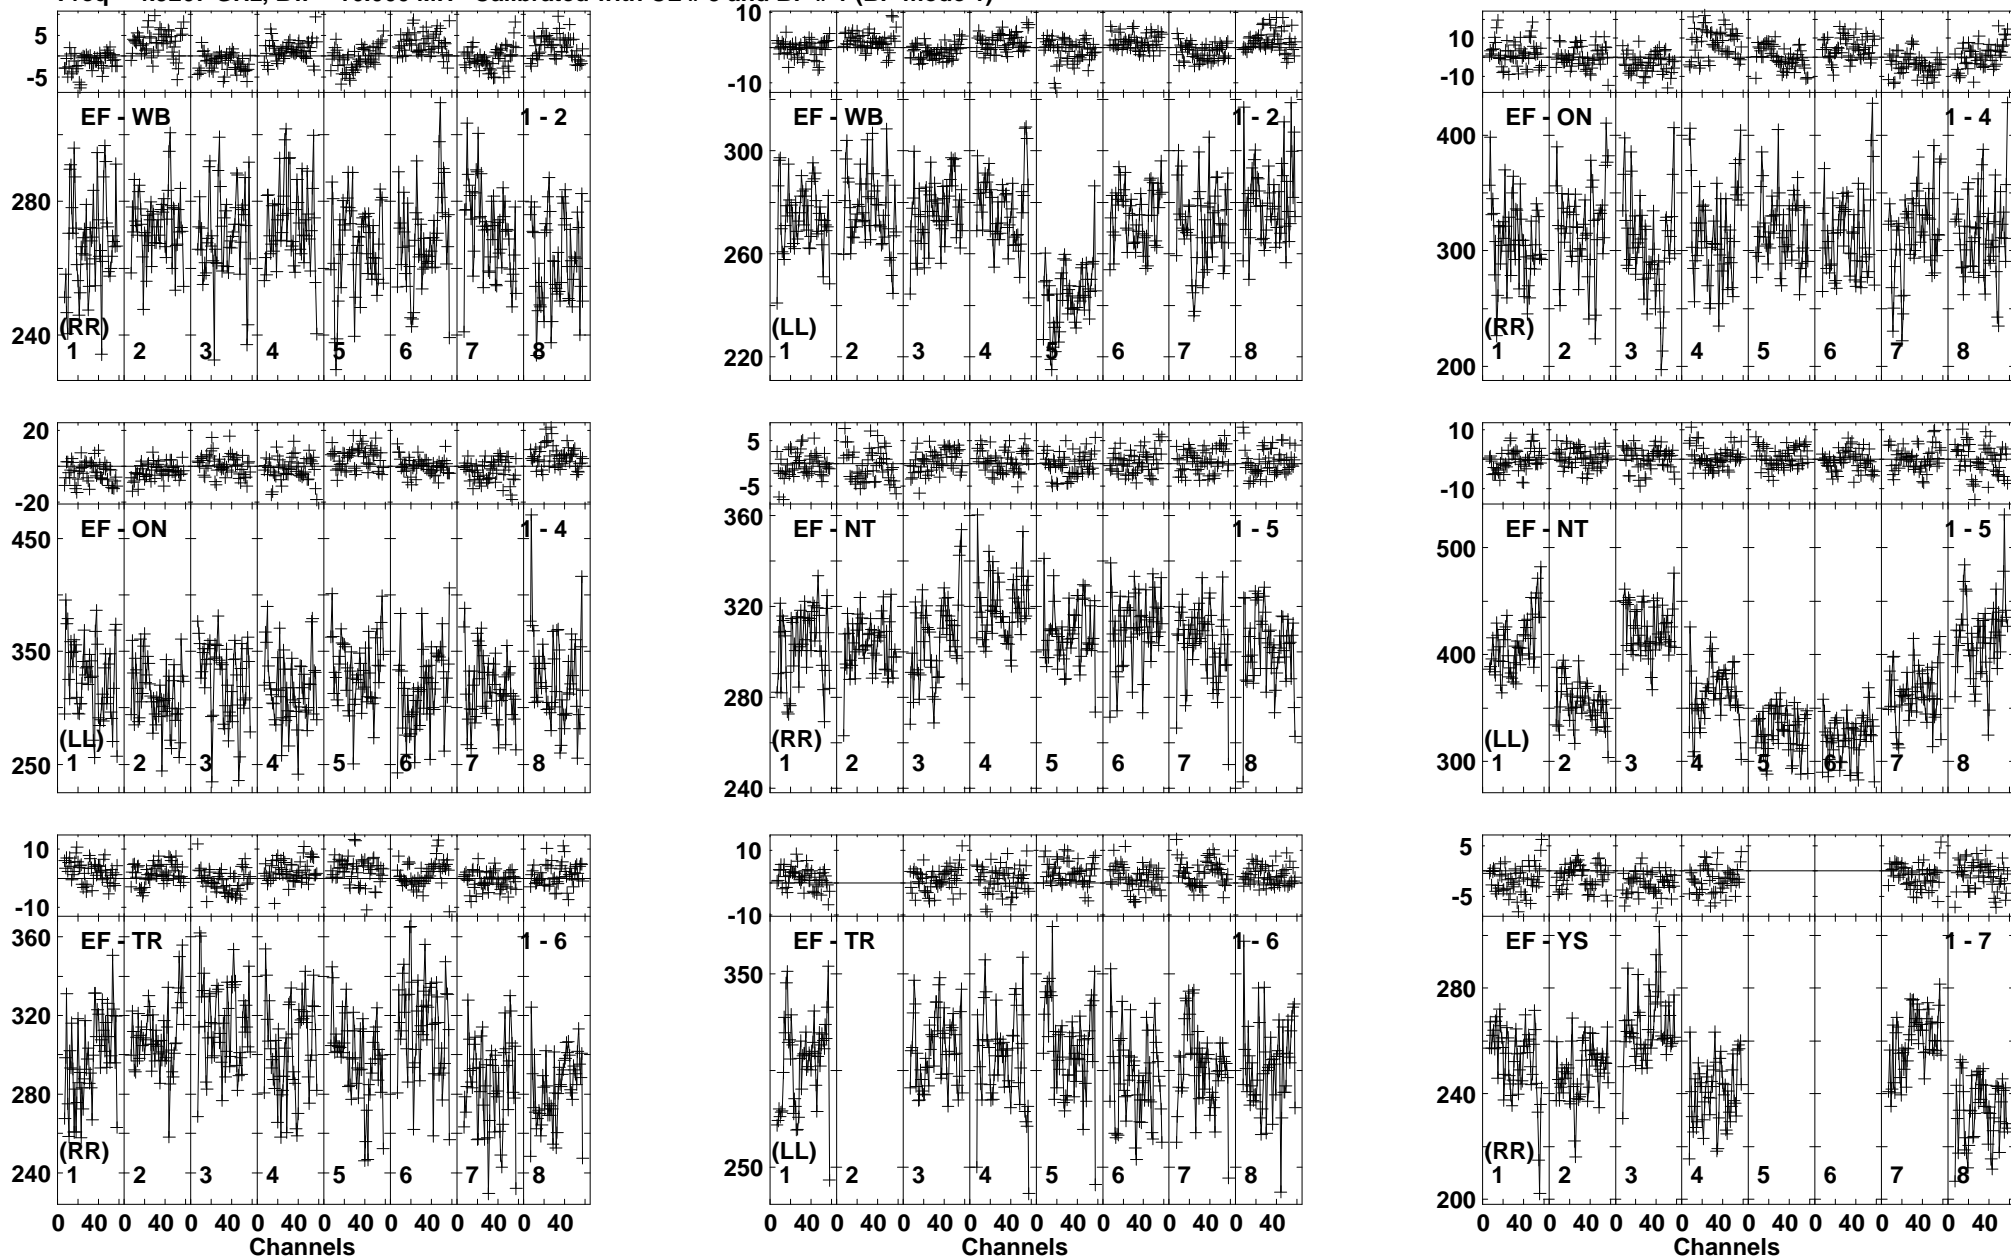 5 -5 10 -10 10 -10
EF - WB 1 - 2 EF - WB 1 - 2 EF - ON 1 - 4
280 240 300 260 220 400 300 200
(RR) (LL) (RR)
1 2 3 4 5 6 7 8 1 2 3 4 5 6 7 8 1 2 3 4 5 6 7 8
20 -20 5 -5 10 -10
EF - ON 1 - 4 EF - NT 1 - 5 EF - NT 1 - 5
450 350 250 360 320 280 240 500 400 300
(LL) (RR) (LL)
1 2 3 4 5 6 7 8 1 2 3 4 5 6 7 8 1 2 3 4 5 6 7 8
10 -10 10 -10 5 -5
EF - TR 1 - 6 EF - TR 1 - 6 EF - YS 1 - 7
360 320 280 240 350 250 280 240 200
(RR) (LL) (RR)
1 2 3 4 5 6 7 8 1 2 3 4 5 6 7 8 1 2 3 4 5 6 7 8
0 40 0 40 0 40 0 40 0 40 0 40 0 40 0 40 0 40 0 40 0 40 0 40 0 40 0 40 0 40 0 40 0 40 0 40 0 40 0 40 0 40 0 40 0 40 0 40
Channels Channels Channels